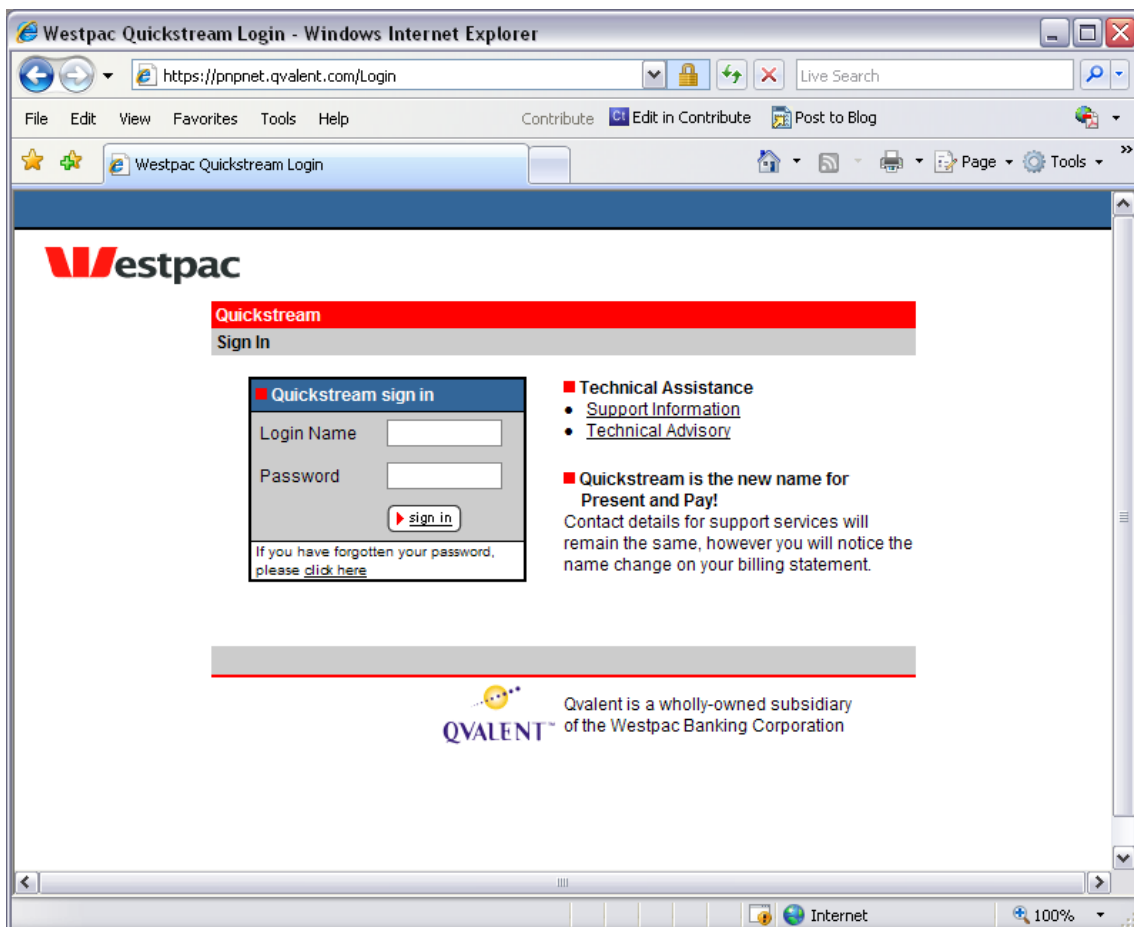 Westpac Quickstream Login - Windows Internet Explorer
https://pnpnet.qvalent.com/Login
Live Search
File Edit View Favorites Tools Help Contribute Ct Edit in Contribute Post to Blog
Westpac Quickstream Login
Page Tools »
Westpac
Quickstream
Sign In
Quickstream sign in
Login Name
Password
sign in
If you have forgotten your password,
please click here
Technical Assistance
• Support Information
• Technical Advisory
Quickstream is the new name for
Present and Pay!
Contact details for support services will
remain the same, however you will notice the
name change on your billing statement.
QVALENT™
Qvalent is a wholly-owned subsidiary
of the Westpac Banking Corporation
Internet
100%